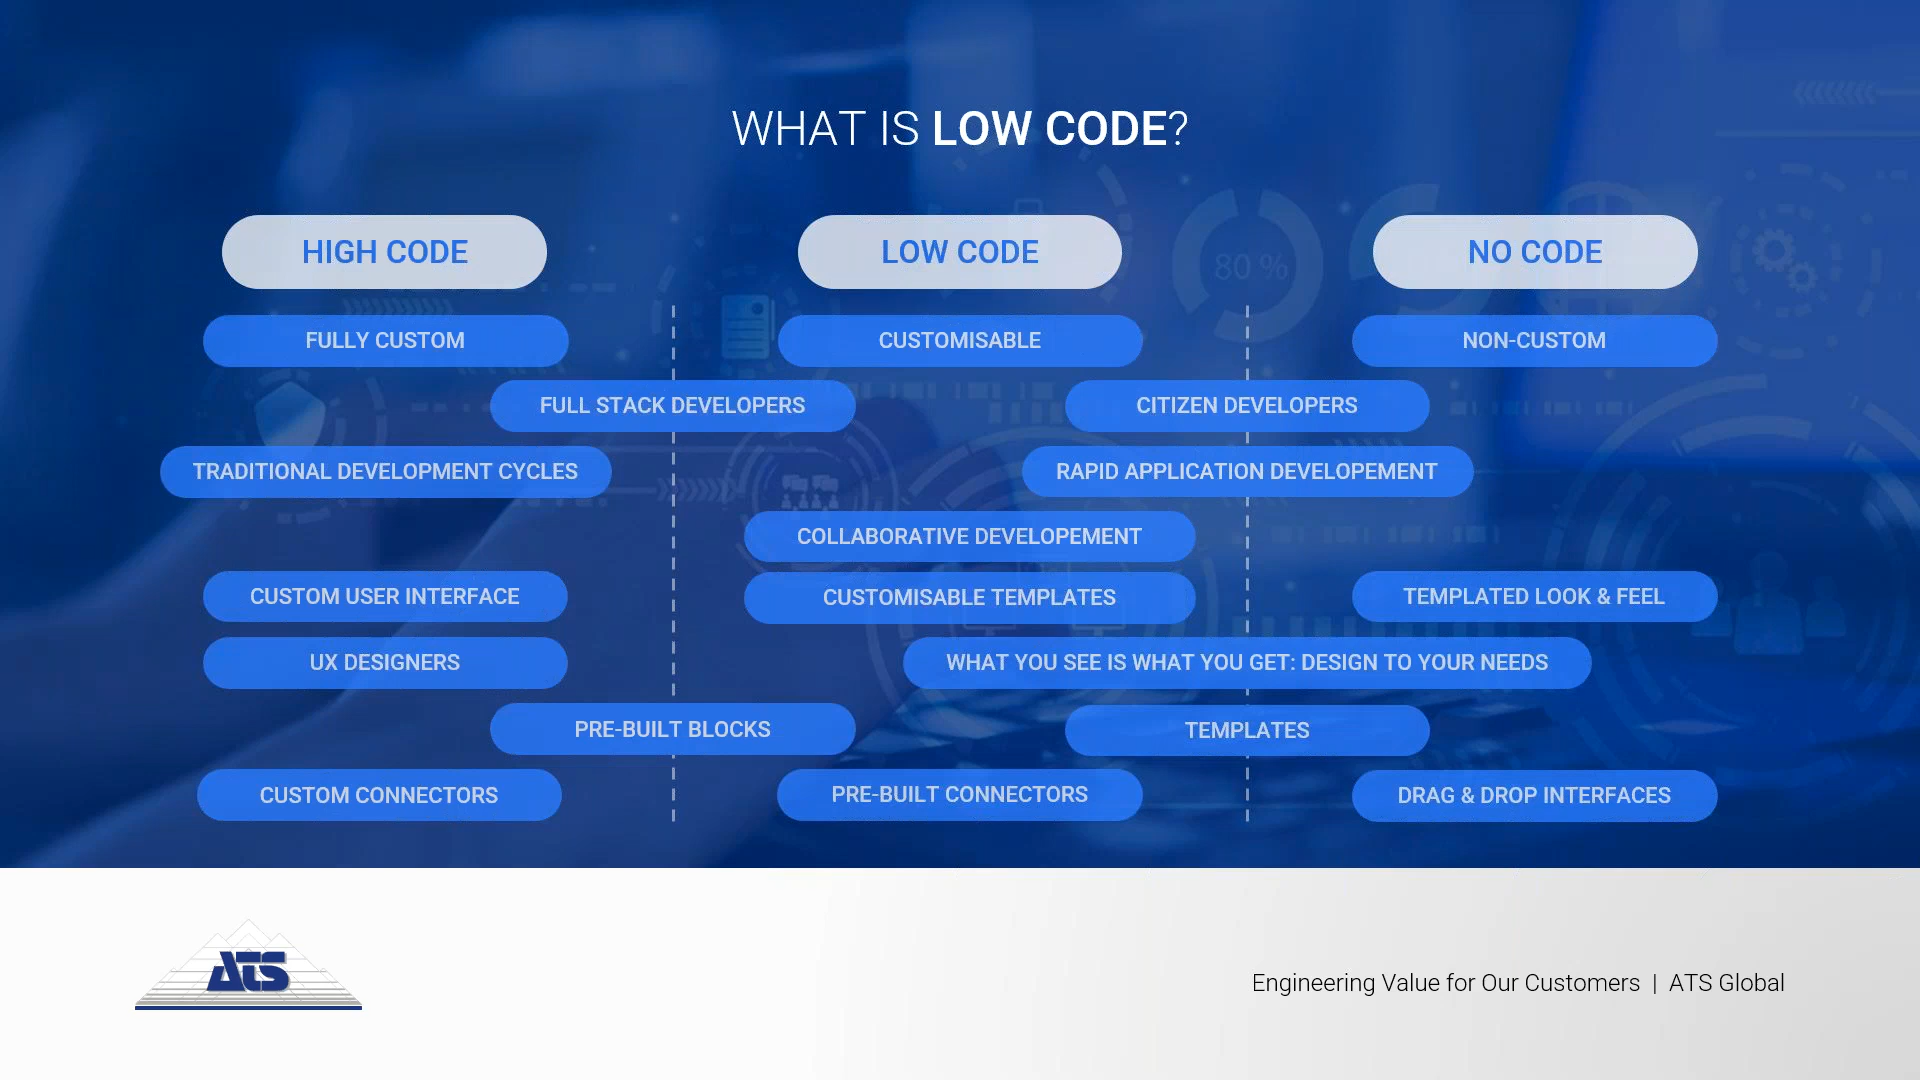 WHAT IS LOW CODE?
HIGH CODE
LOW CODE
NO CODE
80 %
FULLY CUSTOM
CUSTOMISABLE
NON-CUSTOM
FULL STACK DEVELOPERS
CITIZEN DEVELOPERS
TRADITIONAL DEVELOPMENT CYCLES
RAPID APPLICATION DEVELOPEMENT
COLLABORATIVE DEVELOPEMENT
CUSTOM USER INTERFACE
CUSTOMISABLE TEMPLATES
TEMPLATED LOOK & FEEL
UX DESIGNERS
WHAT YOU SEE IS WHAT YOU GET: DESIGN TO YOUR NEEDS
PRE-BUILT BLOCKS
TEMPLATES
CUSTOM CONNECTORS
PRE-BUILT CONNECTORS
DRAG & DROP INTERFACES
ATS
Engineering Value for Our Customers | ATS Global